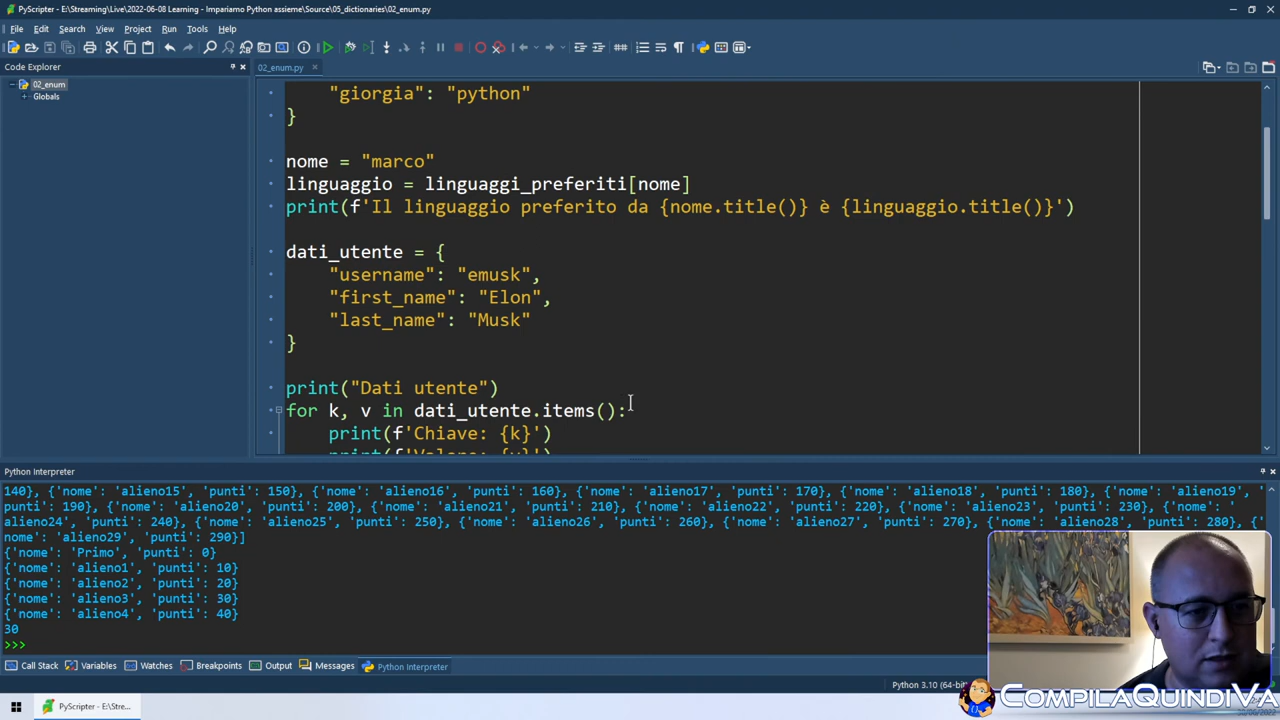 PyScripter - E:\Streaming\Live\2022-06-08 Learning - Impariamo Python assieme\Source\05_dictionaries\02_enum.py
File Edit Search View Project Run Tools Help
Code Explorer
02_enum.py
02_enum
Globals
"giorgia": "python"
}
nome = "marco"
linguaggio = linguaggi_preferiti[nome]
print(f'Il linguaggio preferito da {nome.title()} è {linguaggio.title()}')
dati_utente = {
"username": "emusk",
"first_name": "Elon",
"last_name": "Musk"
}
print("Dati utente")
for k, v in dati_utente.items():
print(f'Chiave: {k}')
print(f'Valore: {v}')
Python Interpreter
140}, {'nome': 'alieno15', 'punti': 150}, {'nome': 'alieno16', 'punti': 160}, {'nome': 'alieno17', 'punti': 170}, {'nome': 'alieno18', 'punti': 180}, {'nome': 'alieno19', '
punti': 190}, {'nome': 'alieno20', 'punti': 200}, {'nome': 'alieno21', 'punti': 210}, {'nome': 'alieno22', 'punti': 220}, {'nome': 'alieno23', 'punti': 230}, {'nome': '
alieno24', 'punti': 240}, {'nome': 'alieno25', 'punti': 250}, {'nome': 'alieno26', 'punti': 260}, {'nome': 'alieno27', 'punti': 270}, {'nome': 'alieno28', 'punti': 280}, {'
nome': 'alieno29', 'punti': 290}]
{'nome': 'Primo', 'punti': 0}
{'nome': 'alieno1', 'punti': 10}
{'nome': 'alieno2', 'punti': 20}
{'nome': 'alieno3', 'punti': 30}
{'nome': 'alieno4', 'punti': 40}
30
>>>
Call Stack Variables Watches Breakpoints Output Messages Python Interpreter
Python 3.10 (64-bit)
COMPILAQUINDIVA
PyScripter - E:\Stre...